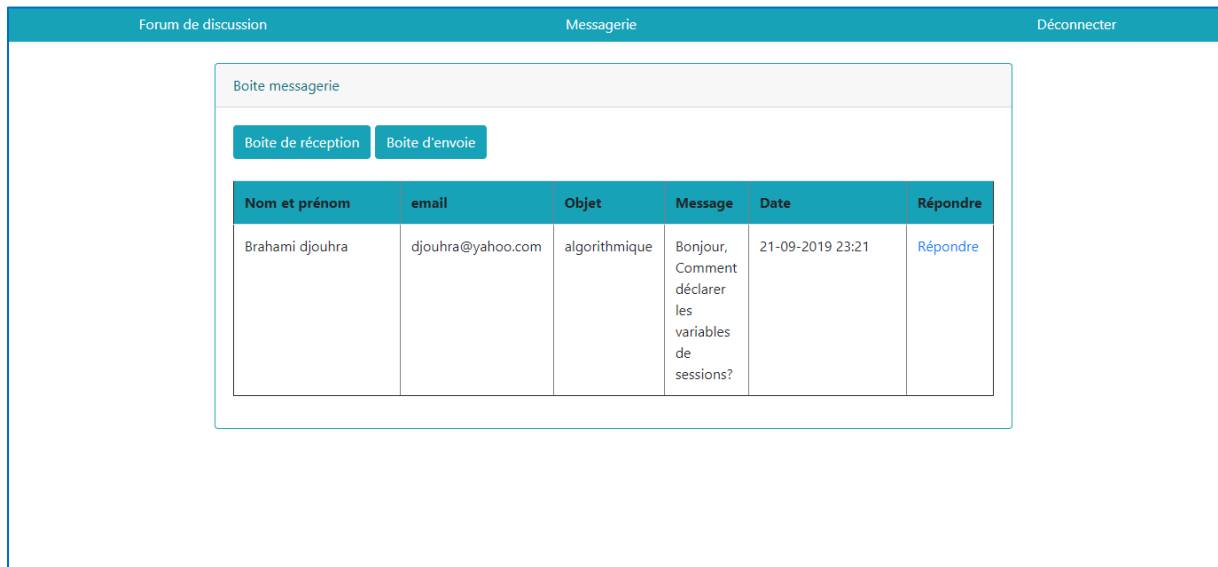 Forum de discussion Messagerie Déconnecter
Boite messagerie
Boite de réception Boite d'envoie
Nom et prénom email Objet Message Date Répondre
Brahami djouhra djouhra@yahoo.com algorithmique Bonjour, 21-09-2019 23:21 Répondre
Comment
déclarer
les
variables
de
sessions?